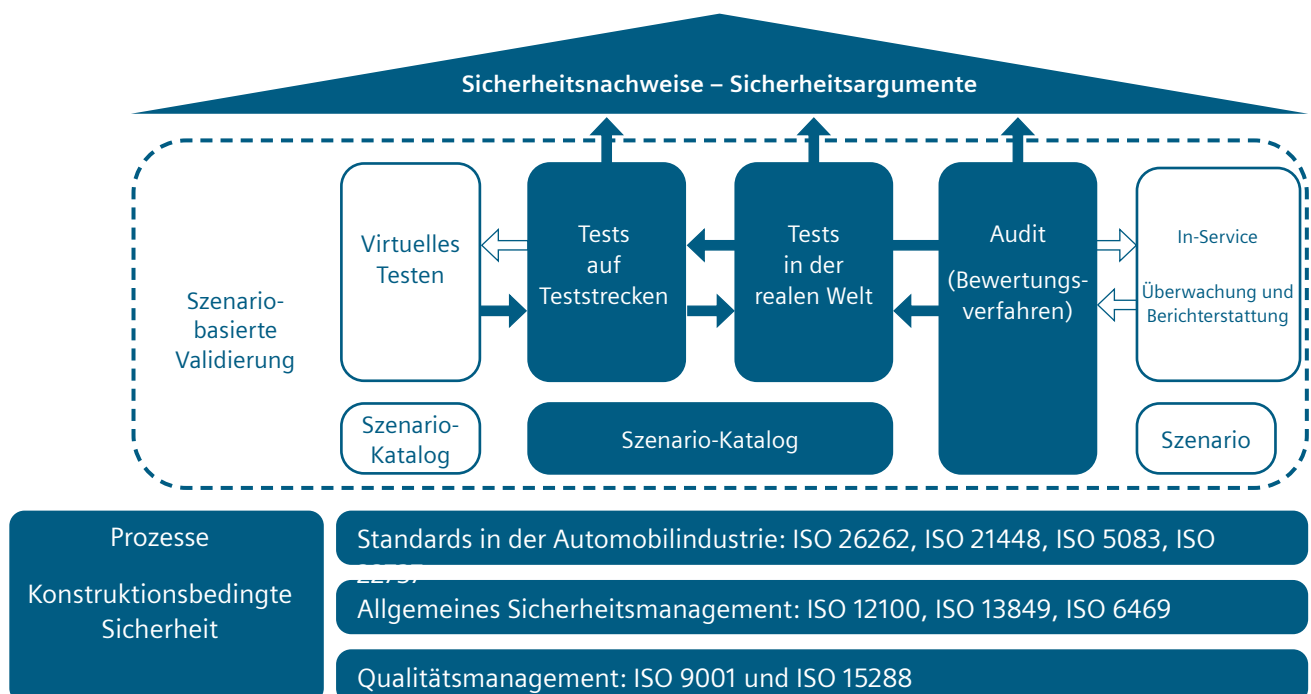 Sicherheitsnachweise – Sicherheitsargumente
Szenario-
basierte
Validierung
Virtuelles
Testen
Tests
auf
Teststrecken
Tests
in der
realen Welt
Audit
(Bewertungs-
verfahren)
In-Service
Überwachung und
Berichterstattung
Szenario-
Katalog
Szenario-Katalog
Szenario
Prozesse
Konstruktionsbedingte
Sicherheit
Standards in der Automobilindustrie: ISO 26262, ISO 21448, ISO 5083, ISO
Allgemeines Sicherheitsmanagement: ISO 12100, ISO 13849, ISO 6469
Qualitätsmanagement: ISO 9001 und ISO 15288